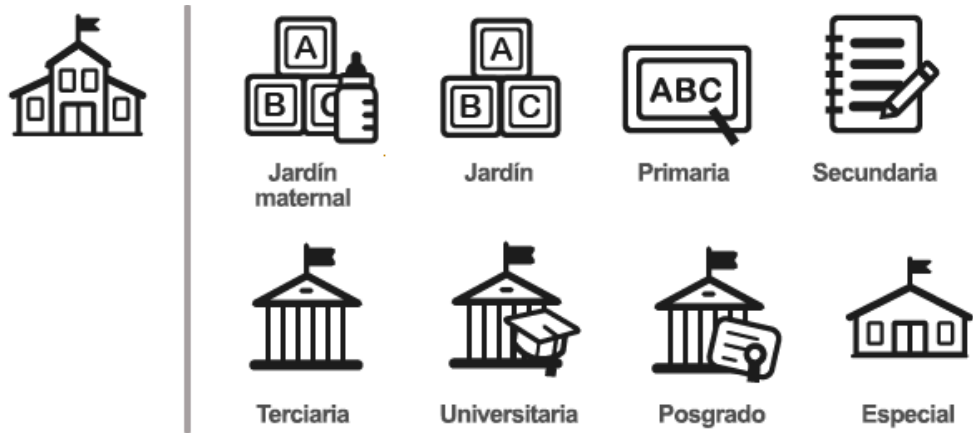 A
B C
A
B C
ABC
Jardín
maternal
Jardín
Primaria
Secundaria
Terciaria
Universitaria
Posgrado
Especial